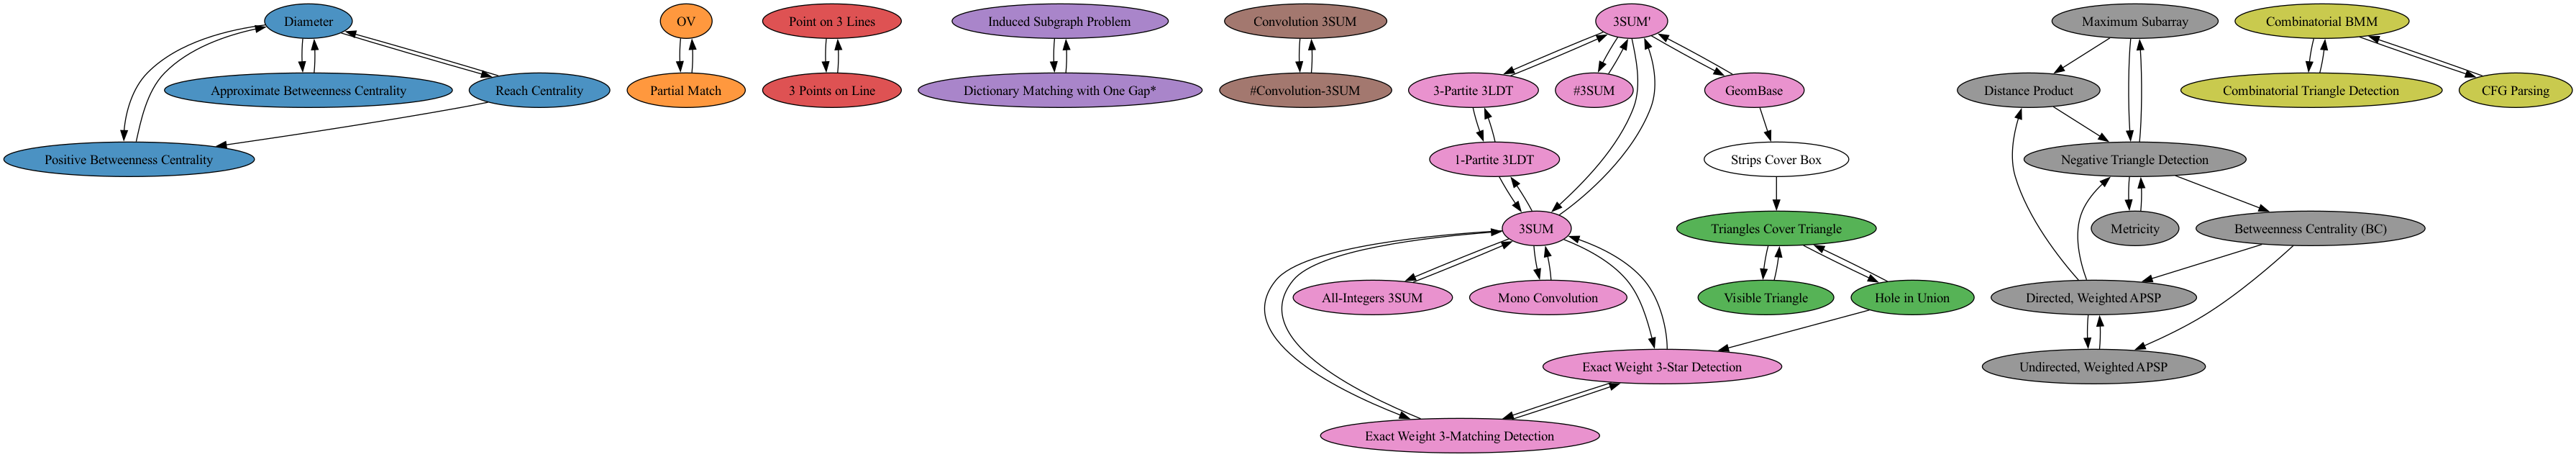 Diameter
OV
Point on 3 Lines
Induced Subgraph Problem
Convolution 3SUM
3SUM'
Maximum Subarray
Combinatorial BMM
Approximate Betweenness Centrality
Reach Centrality
Partial Match
3 Points on Line
Dictionary Matching with One Gap*
#Convolution-3SUM
3-Partite 3LDT
#3SUM
GeomBase
Distance Product
Combinatorial Triangle Detection
CFG Parsing
Positive Betweenness Centrality
1-Partite 3LDT
Strips Cover Box
Negative Triangle Detection
3SUM
Triangles Cover Triangle
Metricity
Betweenness Centrality (BC)
All-Integers 3SUM
Mono Convolution
Visible Triangle
Hole in Union
Directed, Weighted APSP
Exact Weight 3-Star Detection
Undirected, Weighted APSP
Exact Weight 3-Matching Detection